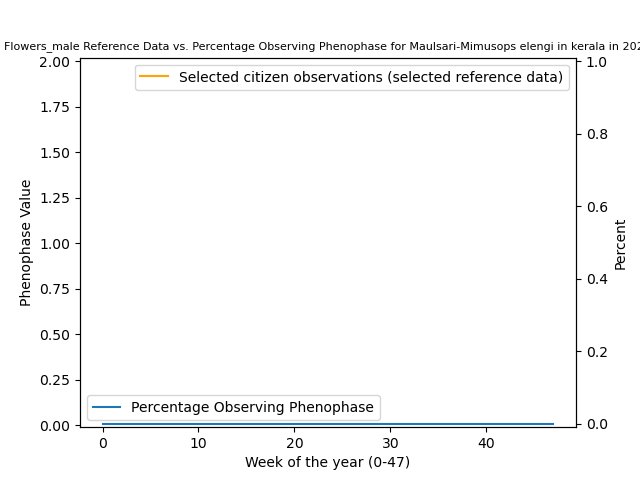 Flowers_male Reference Data vs. Percentage Observing Phenophase for Maulsari-Mimusops elengi in kerala in 202
2.00
1.75
1.50
1.25
1.00
0.75
0.50
0.25
0.00
Phenophase Value
Selected citizen observations (selected reference data)
Percentage Observing Phenophase
1.0
0.8
0.6
0.4
0.2
0.0
Percent
0 10 20 30 40
Week of the year (0-47)